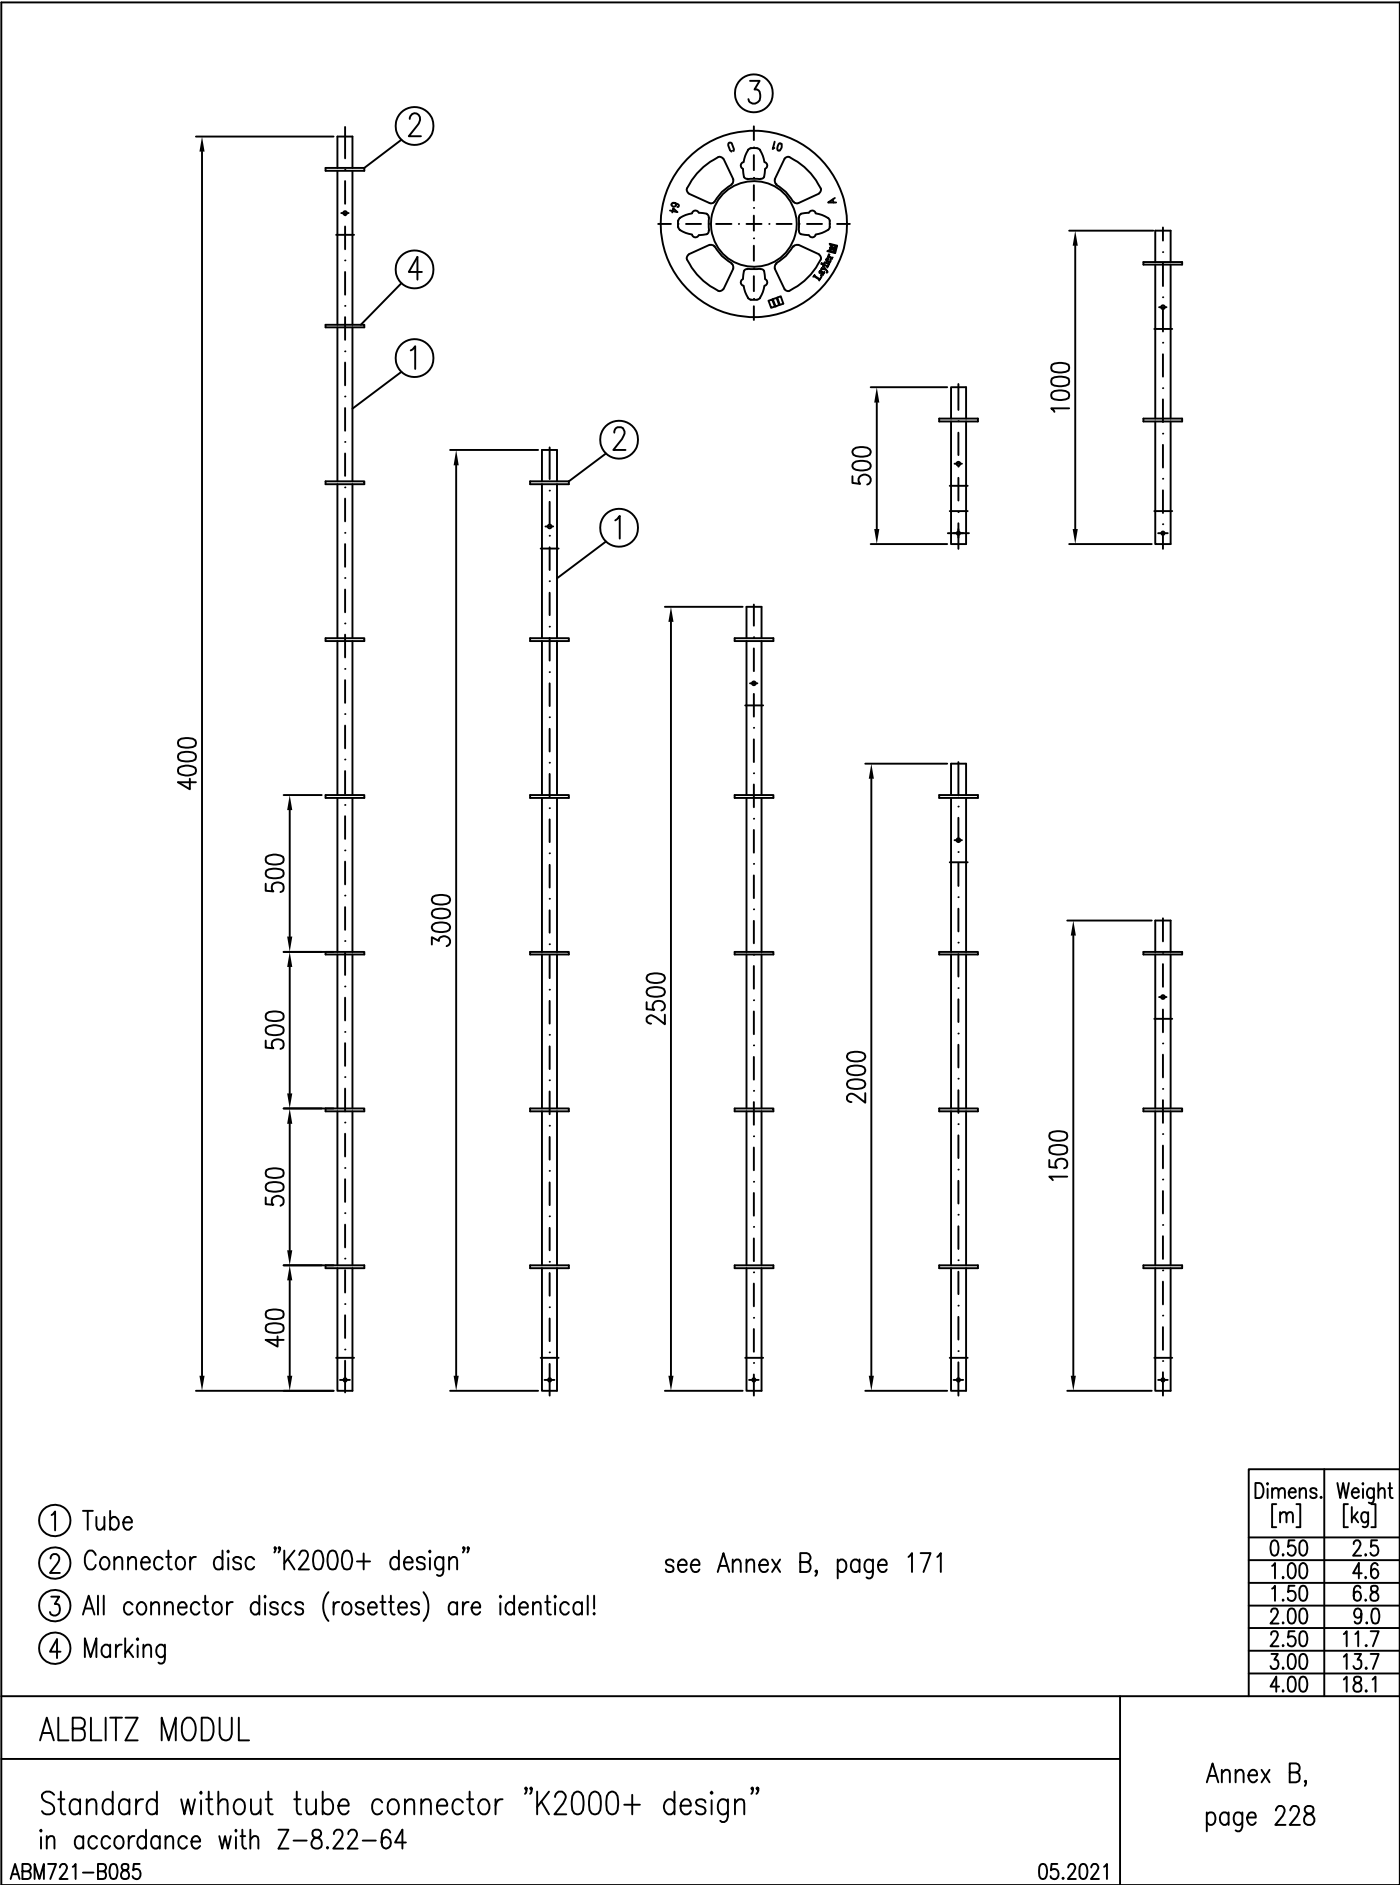 3
2
4
1
4000
500
500
500
400
2
1
3000
D
01
A
64
Layher
2500
500
1000
2000
1500
1 Tube
2 Connector disc "K2000+ design" see Annex B, page 171
3 All connector discs (rosettes) are identical!
4 Marking
Dimens. [m] Weight [kg]
0.50 2.5
1.00 4.6
1.50 6.8
2.00 9.0
2.50 11.7
3.00 13.7
4.00 18.1
ALBLITZ MODUL
Standard without tube connector "K2000+ design"
in accordance with Z-8.22-64
ABM721-B085
05.2021
Annex B,
page 228